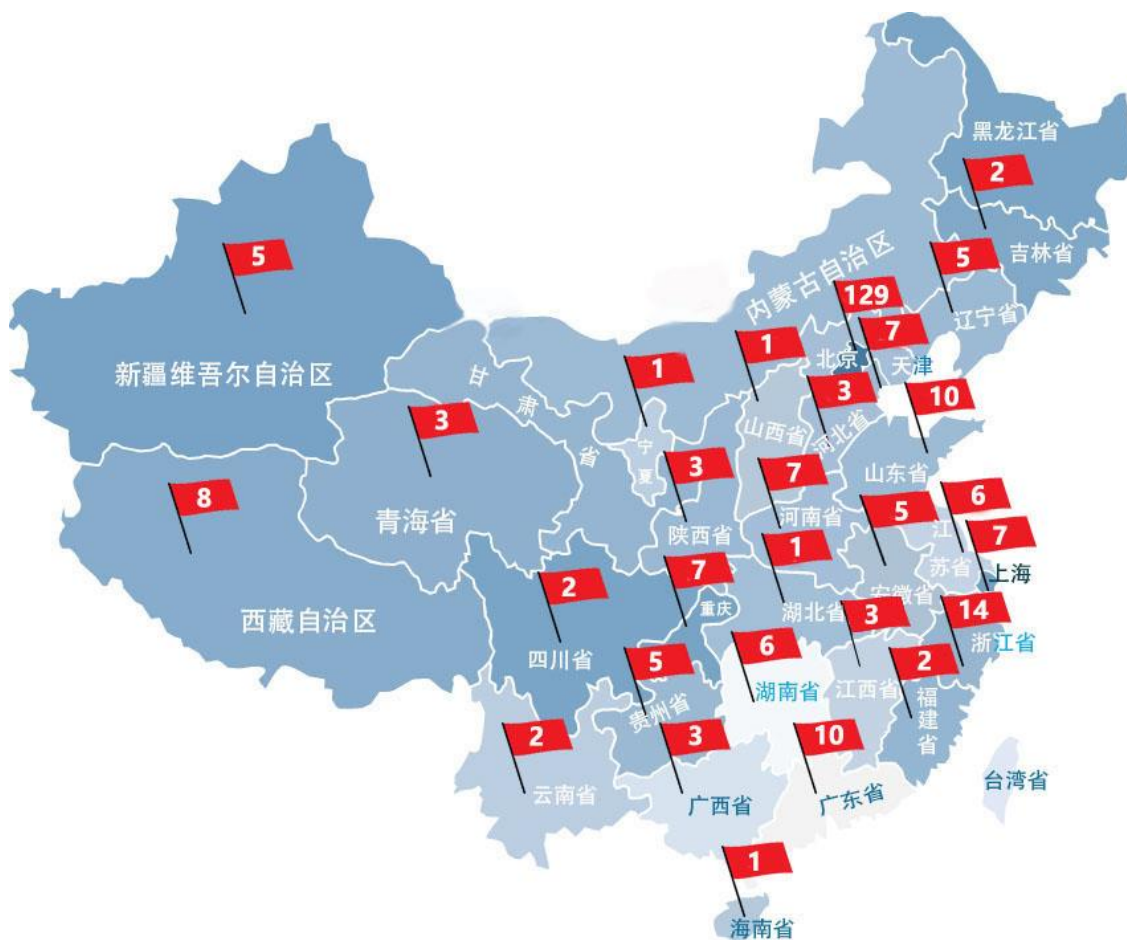 黑龙江省
2
吉林省
5
5
内蒙古自治区
辽宁省
129
7
1
北京
天津
新疆维吾尔自治区
1
甘肃省
3
10
3
山西省
河北省
宁夏
山东省
3
7
8
6
青海省
陕西省
河南省
5
江苏省
7
上海
1
2
7
安徽省
西藏自治区
重庆
湖北省
3
14
浙江省
四川省
6
5
2
湖南省
江西省
福建省
贵州省
2
3
10
云南省
广西省
广东省
台湾省
1
海南省